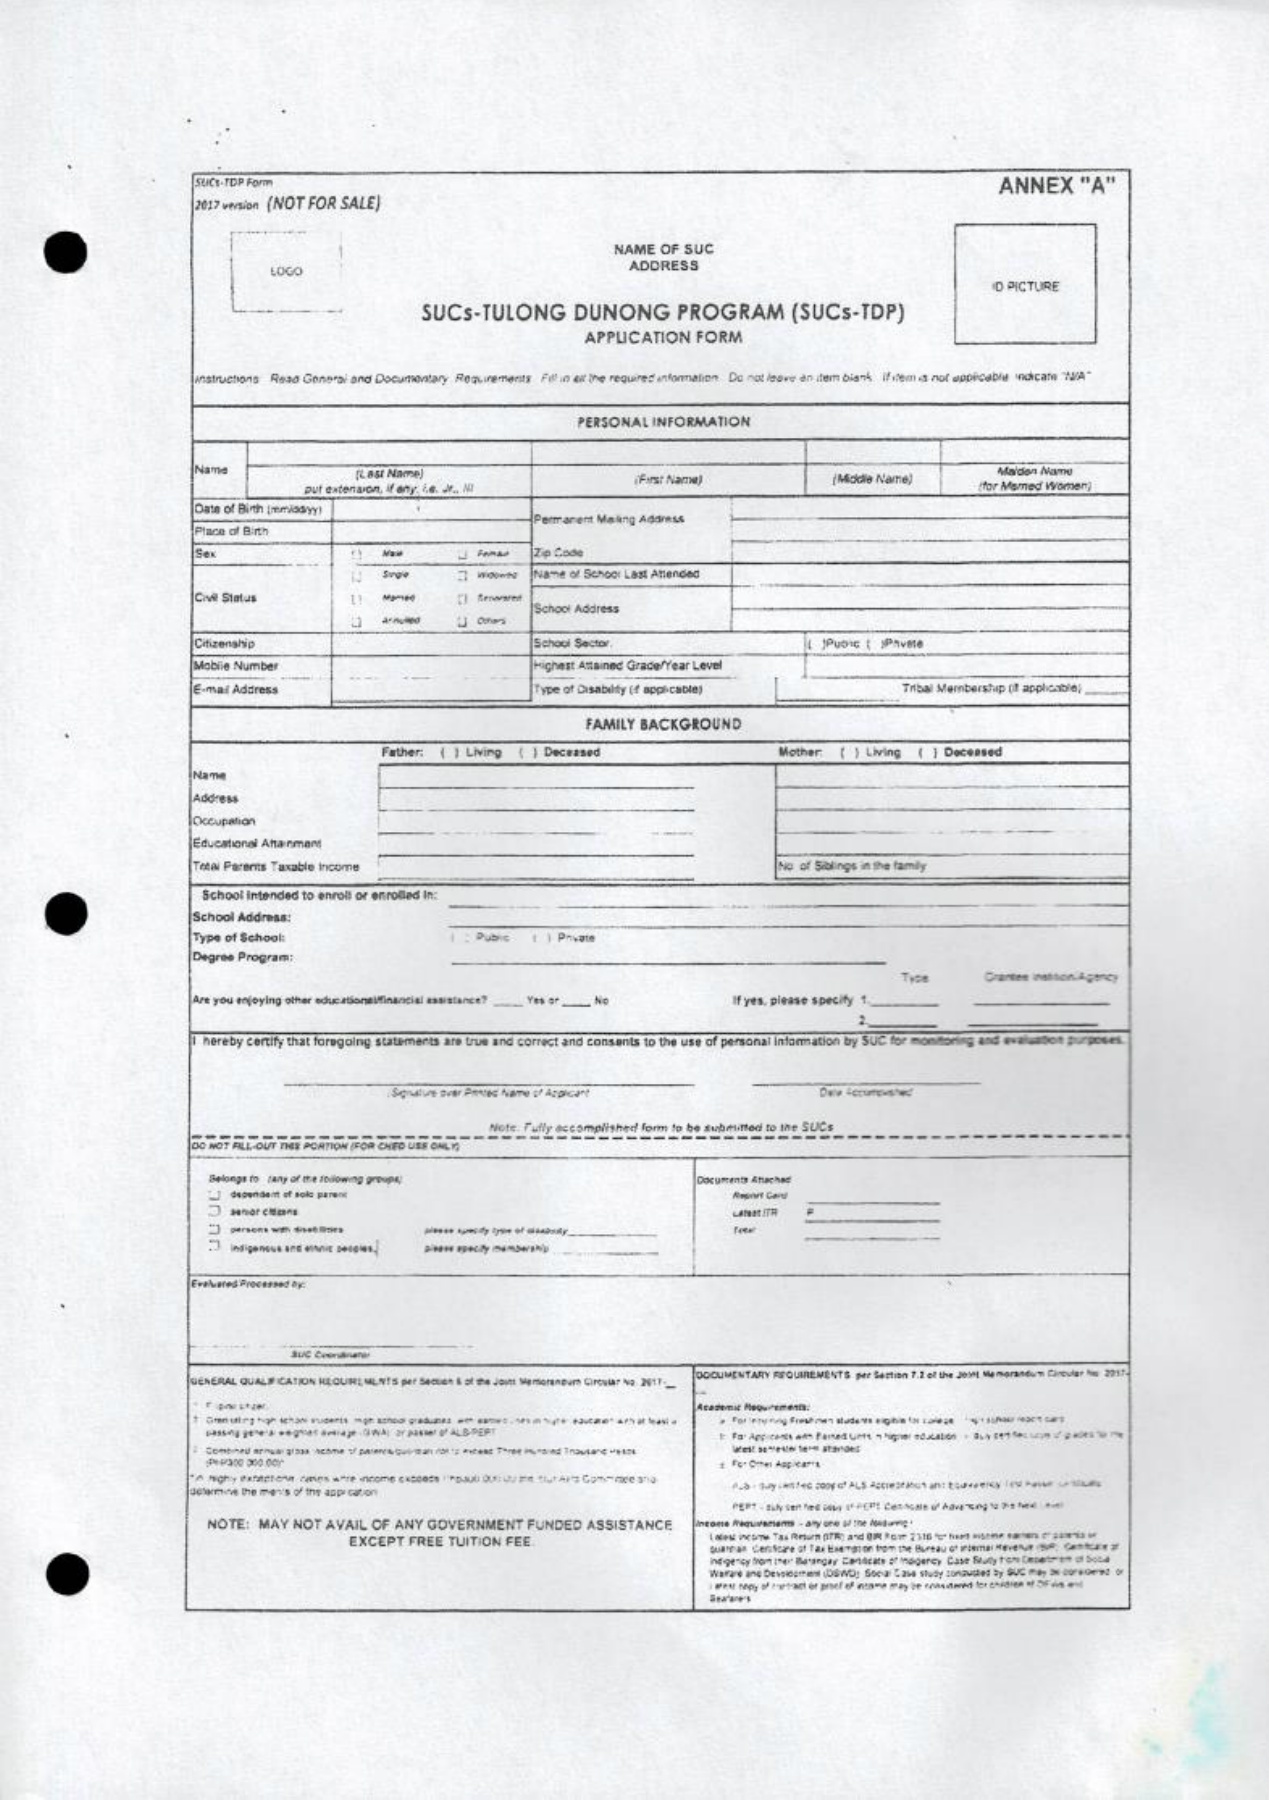 SUCs-TDP Form
ANNEX "A"
2017 version (NOT FOR SALE)
LOGO
NAME OF SUC
ADDRESS
ID PICTURE
SUCs-TULONG DUNONG PROGRAM (SUCs-TDP)
APPLICATION FORM
Instructions Read General and Documentary Requirements Fill in all the required information Do not leave an item blank If item is not applicable indicate "N/A"
PERSONAL INFORMATION
Name
(Last Name)
put extension, if any, i.e. Jr., III
(First Name)
(Middle Name)
Maiden Name
(for Married Women)
Date of Birth (mm/dd/yy)
Permanent Mailing Address
Place of Birth
Sex
Male
Female
Zip Code
Civil Status
Single
Widowed
Married
Separated
Annulled
Others
Name of School Last Attended
School Address
Citizenship
School Sector.
( )Public ( )Private
Mobile Number
Highest Attained Grade/Year Level
E-mail Address
Type of Disability (if applicable)
Tribal Membership (if applicable)
FAMILY BACKGROUND
Father: ( ) Living ( ) Deceased
Mother: ( ) Living ( ) Deceased
Name
Address
Occupation
Educational Attainment
Total Parents Taxable Income
No. of Siblings in the family
School intended to enroll or enrolled in:
School Address:
Type of School: ( ) Public ( ) Private
Degree Program:
Type
Grantee Agency
Are you enjoying other educational/financial assistance? ____ Yes or ____ No
If yes, please specify 1.
2.
I hereby certify that foregoing statements are true and correct and consents to the use of personal information by SUC for monitoring and evaluation purposes.
Signature over Printed Name of Applicant
Date Accomplished
Note: Fully accomplished form to be submitted to the SUCs
DO NOT FILL-OUT THIS PORTION (FOR CHED USE ONLY)
Belongs to (any of the following groups)
dependent of solo parent
senior citizens
persons with disabilities please specify type of disability
indigenous and ethnic peoples, please specify membership
Documents Attached
Report Card
Latest ITR P
Total
Evaluated/Processed by:
SUC Coordinator
GENERAL QUALIFICATION REQUIREMENTS per Section 6 of the Joint Memorandum Circular No. 2017-__
Filipino citizen.
Graduating high school students, high school graduates with earned units in higher education with at least a
passing general weighted average (GWA) or passer of ALS/PEPT
Combined annual gross income of parents/guardian not to exceed Three Hundred Thousand Pesos
(PHP300,000.00)*
*In highly exceptional cases where income exceeds
determine the merits of the application
NOTE: MAY NOT AVAIL OF ANY GOVERNMENT FUNDED ASSISTANCE
EXCEPT FREE TUITION FEE.
DOCUMENTARY REQUIREMENTS per Section 7.2 of the Joint Memorandum Circular No 2017-
__
Academic Requirements:
a. For Incoming Freshmen students eligible for college - high school report card
b. For Applicants with Earned Units in higher education - duly certified copy of grades for the
latest semester/term attended
c. For Other Applicants
ALS - duly certified copy of ALS Accreditation and Equivalency Test Passer Certificate
PEPT - duly certified copy of PEPT Certificate of Advancing to the Next Level
Income Requirements - any one of the following:
Latest Income Tax Return (ITR) and BIR Form 2316 for fixed income earners of parents or
guardian Certificate of Tax Exemption from the Bureau of Internal Revenue (BIR) Certificate of
Indigency from their Barangay Certificate of Indigency Case Study from Department of Social
Welfare and Development (DSWD) Social Case study conducted by SUC may be considered or
Latest copy of contract or proof of income may be considered for children of OFWs and
Seafarers